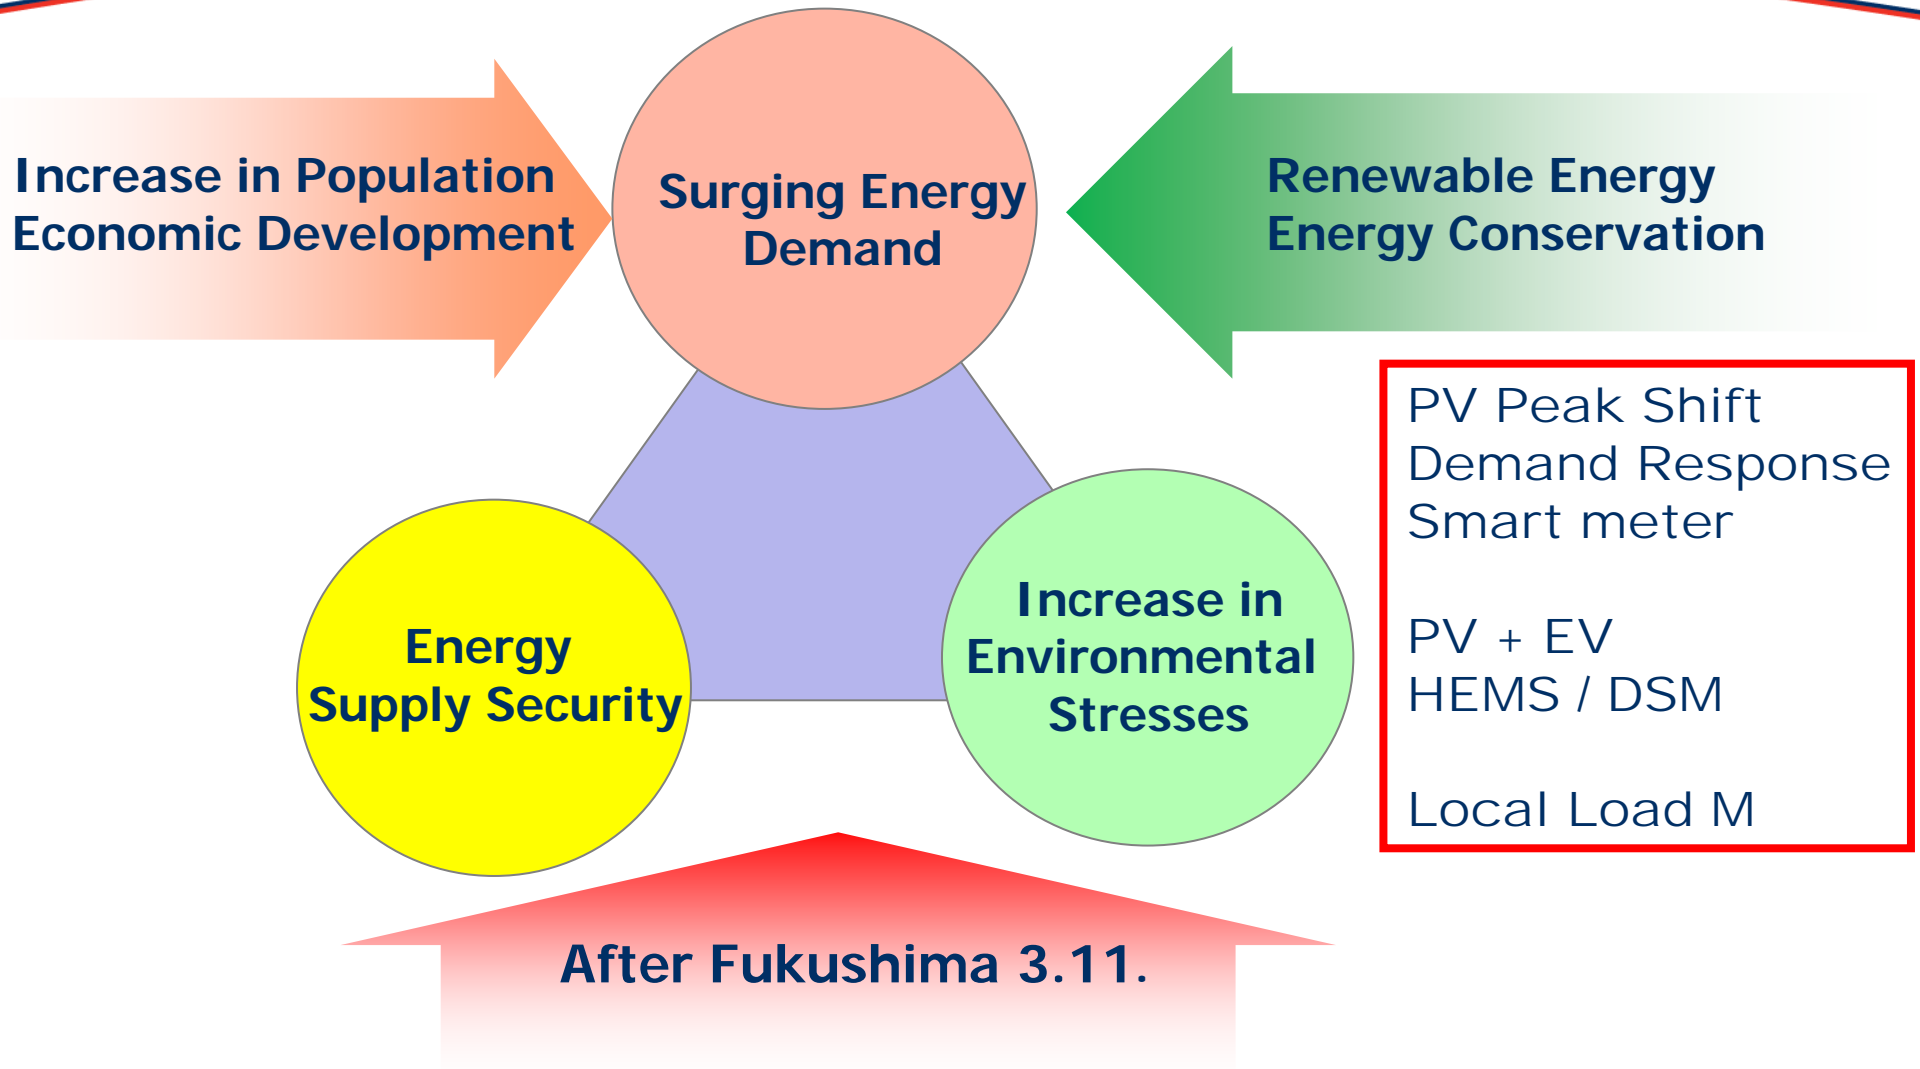 Increase in Population
Economic Development
Surging Energy
Demand
Renewable Energy
Energy Conservation
PV Peak Shift
Demand Response
Smart meter
PV + EV
HEMS / DSM
Local Load M
Energy
Supply Security
Increase in
Environmental
Stresses
After Fukushima 3.11.